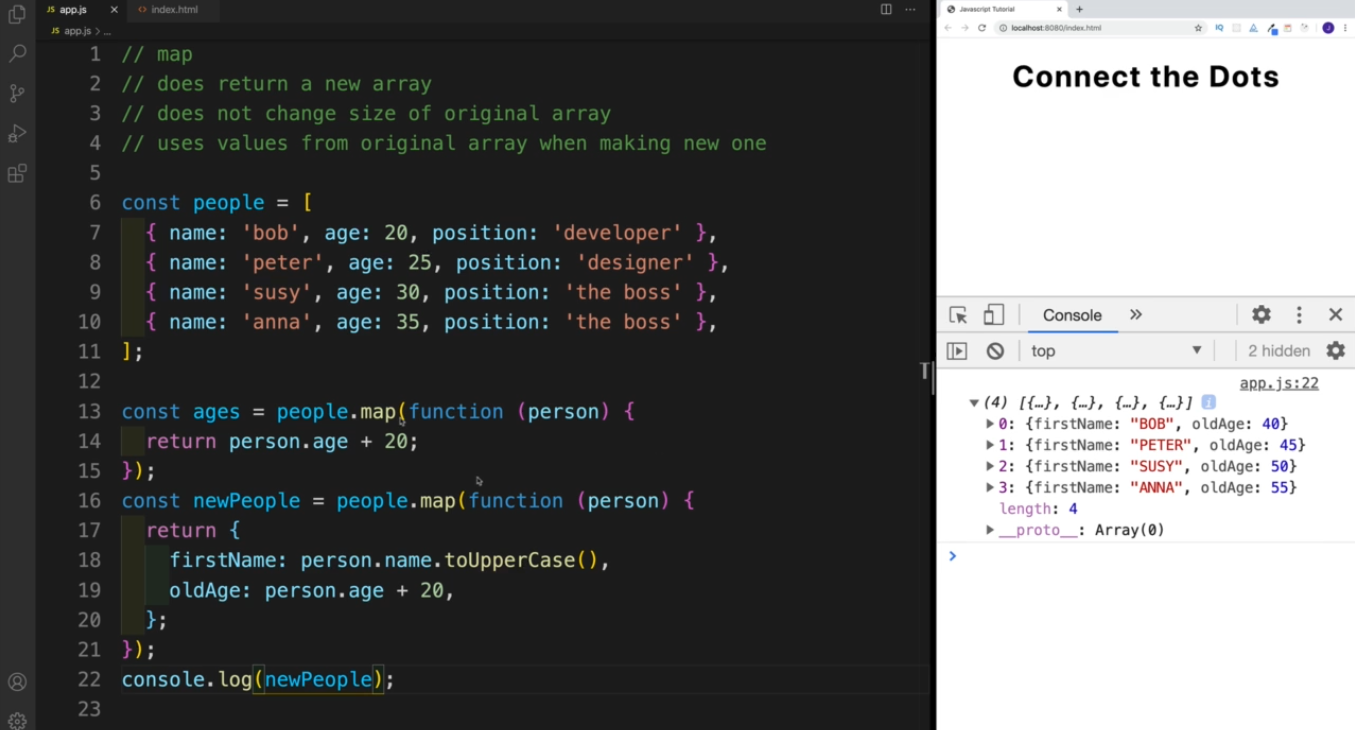 app.js
index.html
app.js > ...
1 // map
2 // does return a new array
3 // does not change size of original array
4 // uses values from original array when making new one
5
6 const people = [
7 { name: 'bob', age: 20, position: 'developer' },
8 { name: 'peter', age: 25, position: 'designer' },
9 { name: 'susy', age: 30, position: 'the boss' },
10 { name: 'anna', age: 35, position: 'the boss' },
11 ];
12
13 const ages = people.map(function (person) {
14 return person.age + 20;
15 });
16 const newPeople = people.map(function (person) {
17 return {
18 firstName: person.name.toUpperCase(),
19 oldAge: person.age + 20,
20 };
21 });
22 console.log(newPeople);
23
Javascript Tutorial
localhost:8080/index.html
Connect the Dots
Console
top
2 hidden
app.js:22
(4) [{…}, {…}, {…}, {…}]
0: {firstName: "BOB", oldAge: 40}
1: {firstName: "PETER", oldAge: 45}
2: {firstName: "SUSY", oldAge: 50}
3: {firstName: "ANNA", oldAge: 55}
length: 4
__proto__: Array(0)